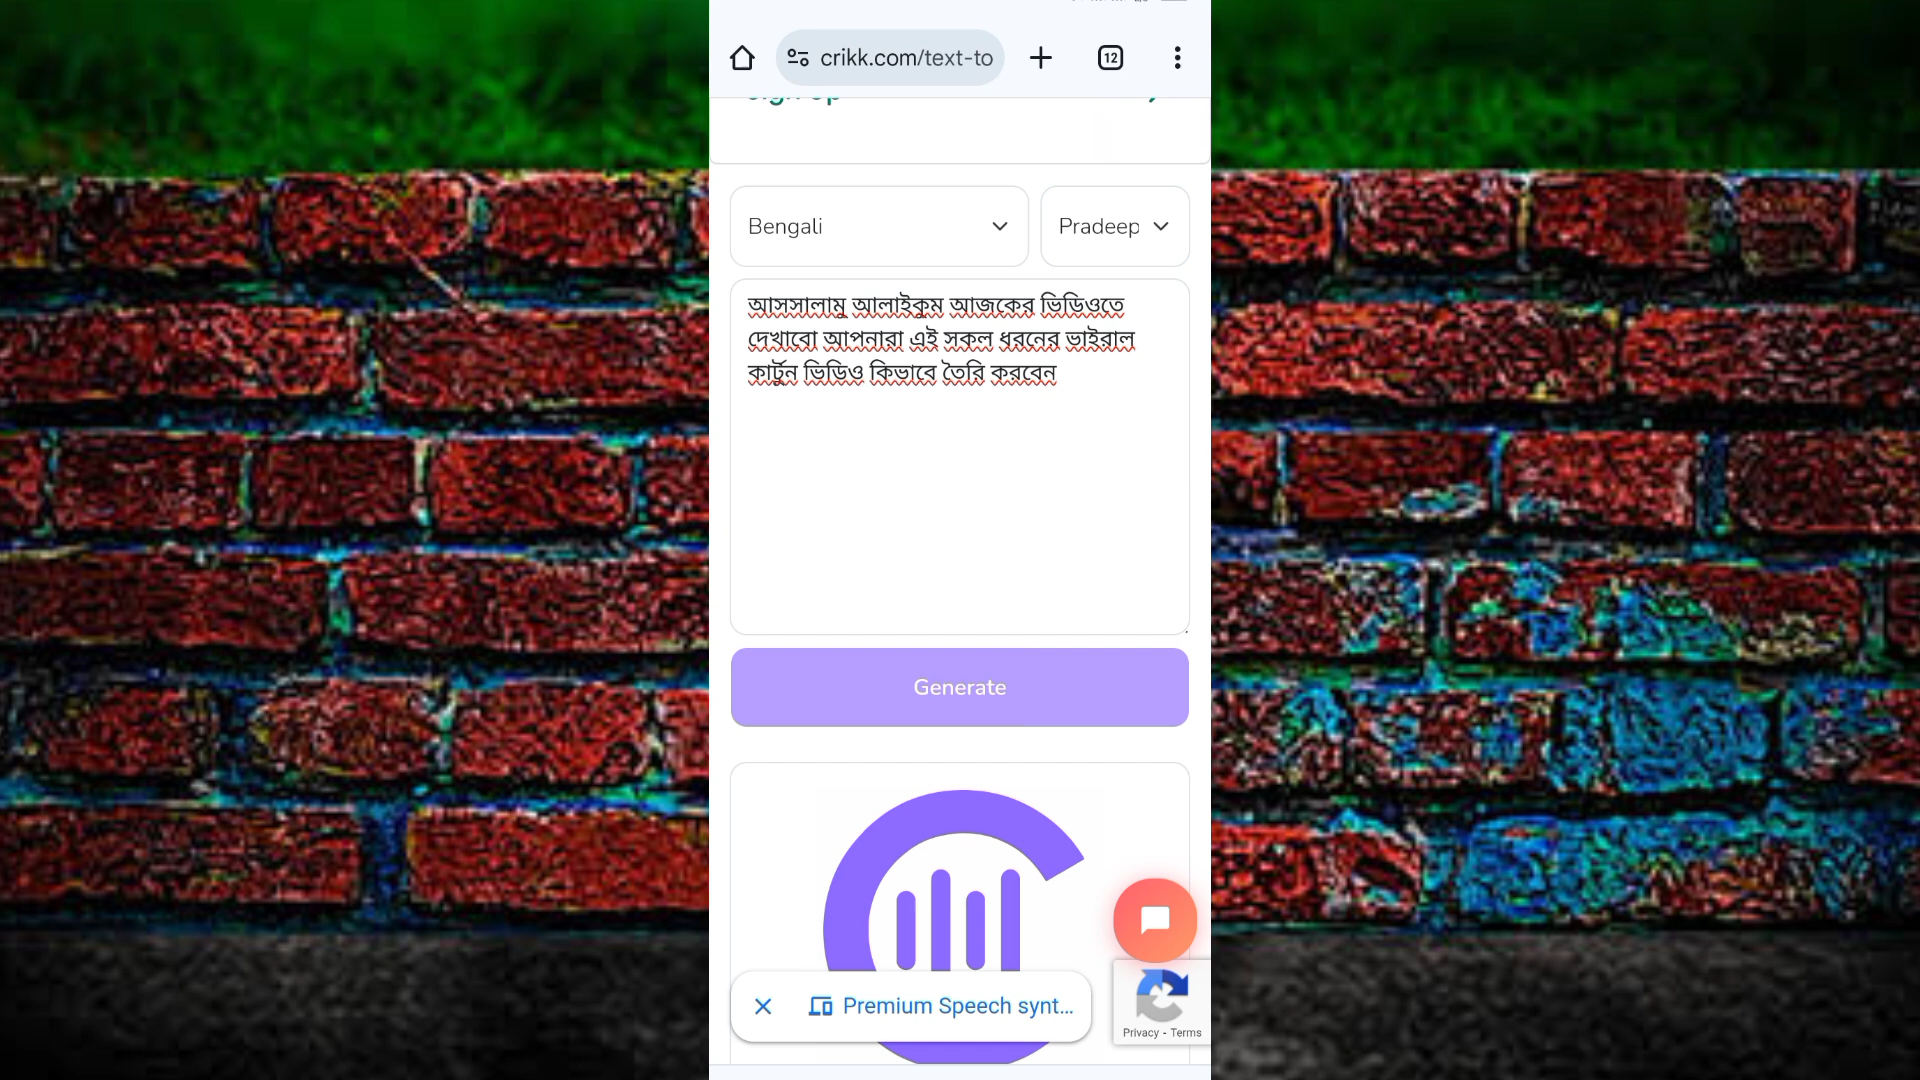 crikk.com/text-to
12
Bengali
Pradeep
আসসালামু আলাইকুম আজকের ভিডিওতে
দেখাবো আপনারা এই সকল ধরনের ভাইরাল
কার্টুন ভিডিও কিভাবে তৈরি করবেন
Generate
Premium Speech synt...
Privacy - Terms